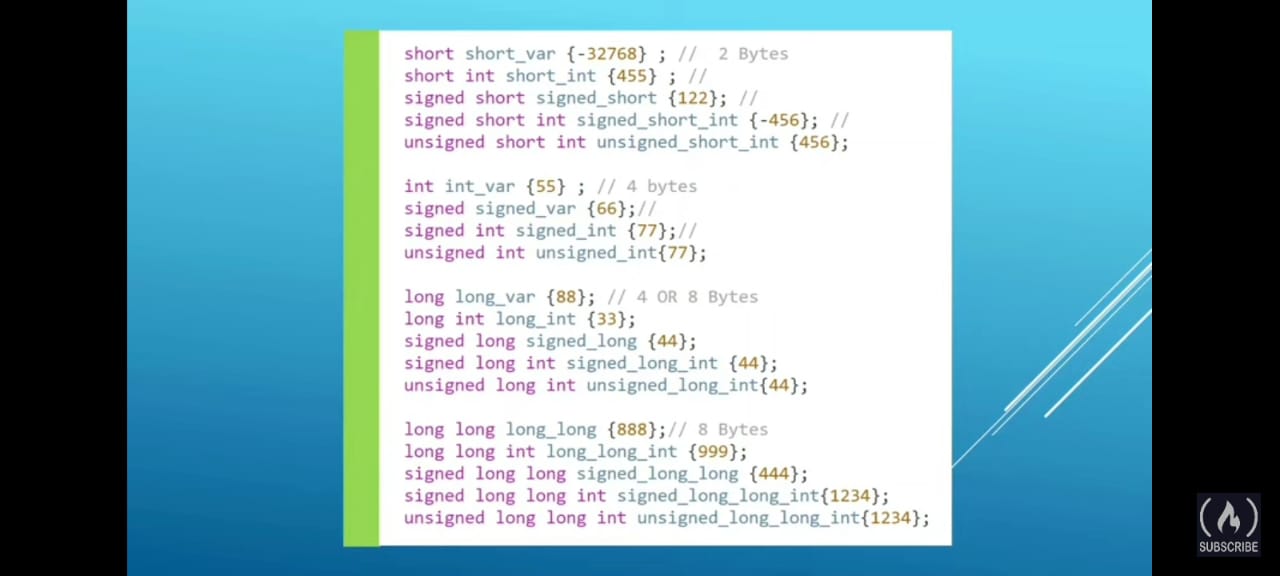 short short_var {-32768} ; //  2 Bytes
short int short_int {455} ; //
signed short signed_short {122}; //
signed short int signed_short_int {-456}; //
unsigned short int unsigned_short_int {456};
int int_var {55} ; // 4 bytes
signed signed_var {66};//
signed int signed_int {77};//
unsigned int unsigned_int{77};
long long_var {88}; // 4 OR 8 Bytes
long int long_int {33};
signed long signed_long {44};
signed long int signed_long_int {44};
unsigned long int unsigned_long_int{44};
long long long_long {888};// 8 Bytes
long long int long_long_int {999};
signed long long signed_long_long {444};
signed long long int signed_long_long_int{1234};
unsigned long long int unsigned_long_long_int{1234};
SUBSCRIBE